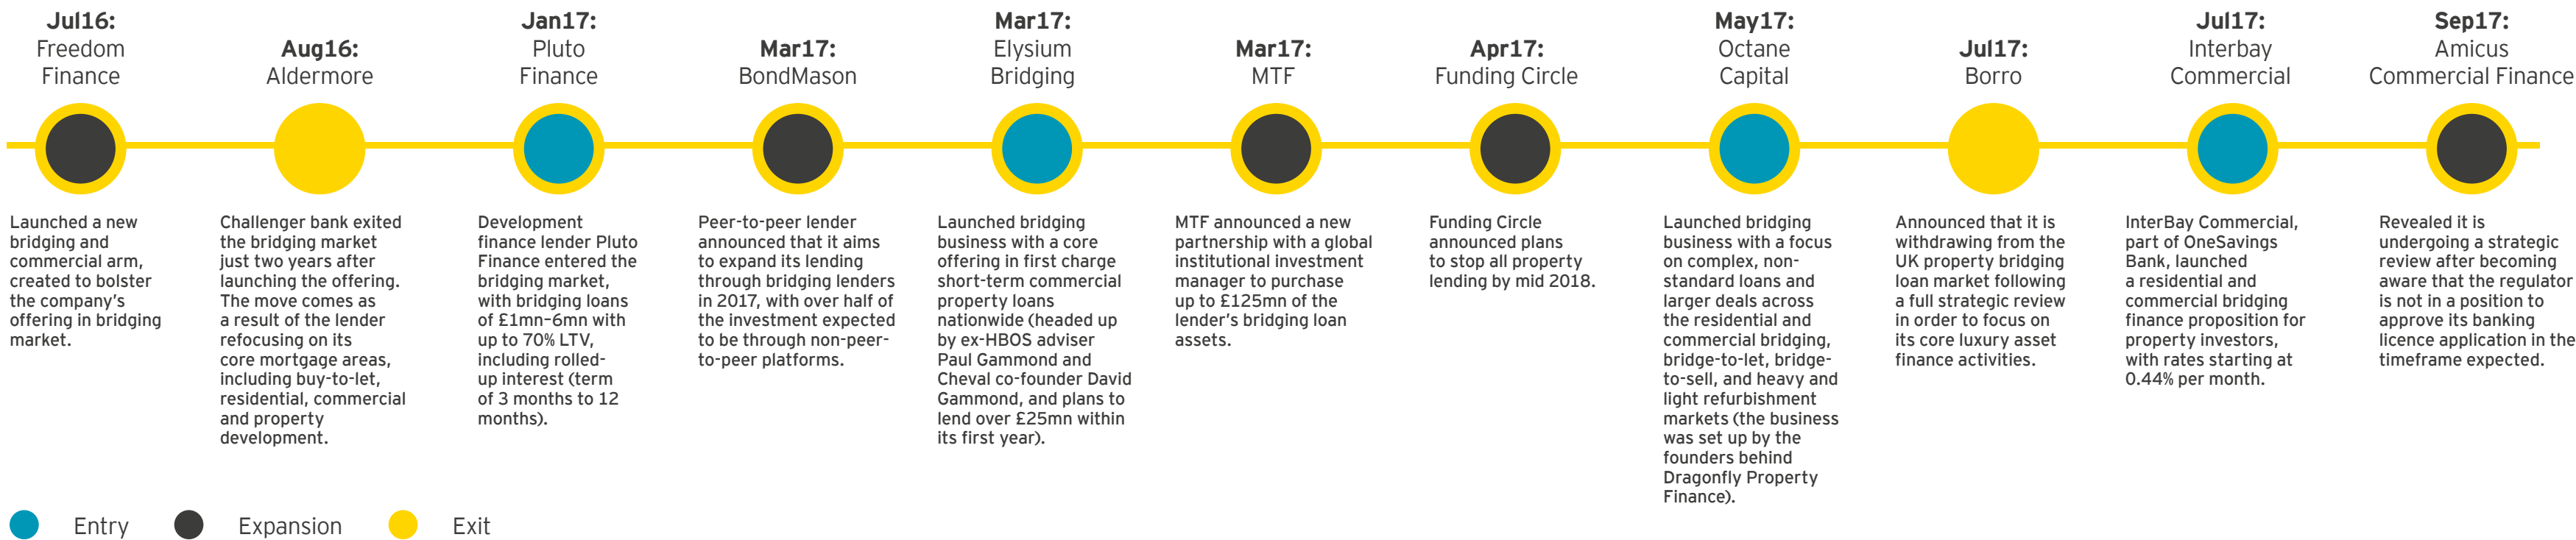 Jul16:
Freedom
Finance
Launched a new
bridging and
commercial arm,
created to bolster
the company's
offering in bridging
market.
Aug16:
Aldermore
Challenger bank exited
the bridging market
just two years after
launching the offering.
The move comes as
a result of the lender
refocusing on its
core mortgage areas,
including buy-to-let,
residential, commercial
and property
development.
Jan17:
Pluto
Finance
Development
finance lender Pluto
Finance entered the
bridging market,
with bridging loans
of £1mn–6mn with
up to 70% LTV,
including rolled-
up interest (term
of 3 months to 12
months).
Mar17:
BondMason
Peer-to-peer lender
announced that it aims
to expand its lending
through bridging lenders
in 2017, with over half of
the investment expected
to be through non-peer-
to-peer platforms.
Mar17:
Elysium
Bridging
Launched bridging
business with a core
offering in first charge
short-term commercial
property loans
nationwide (headed up
by ex-HBOS adviser
Paul Gammond and
Cheval co-founder David
Gammond, and plans to
lend over £25mn within
its first year).
Mar17:
MTF
MTF announced a new
partnership with a global
institutional investment
manager to purchase
up to £125mn of the
lender's bridging loan
assets.
Apr17:
Funding Circle
Funding Circle
announced plans
to stop all property
lending by mid 2018.
May17:
Octane
Capital
Launched bridging
business with a focus
on complex, non-
standard loans and
larger deals across
the residential and
commercial bridging,
bridge-to-let, bridge-
to-sell, and heavy and
light refurbishment
markets (the business
was set up by the
founders behind
Dragonfly Property
Finance).
Jul17:
Borro
Announced that it is
withdrawing from the
UK property bridging
loan market following
a full strategic review
in order to focus on
its core luxury asset
finance activities.
Jul17:
Interbay
Commercial
InterBay Commercial,
part of OneSavings
Bank, launched
a residential and
commercial bridging
finance proposition for
property investors,
with rates starting at
0.44% per month.
Sep17:
Amicus
Commercial Finance
Revealed it is
undergoing a strategic
review after becoming
aware that the regulator
is not in a position to
approve its banking
licence application in the
timeframe expected.
Entry
Expansion
Exit